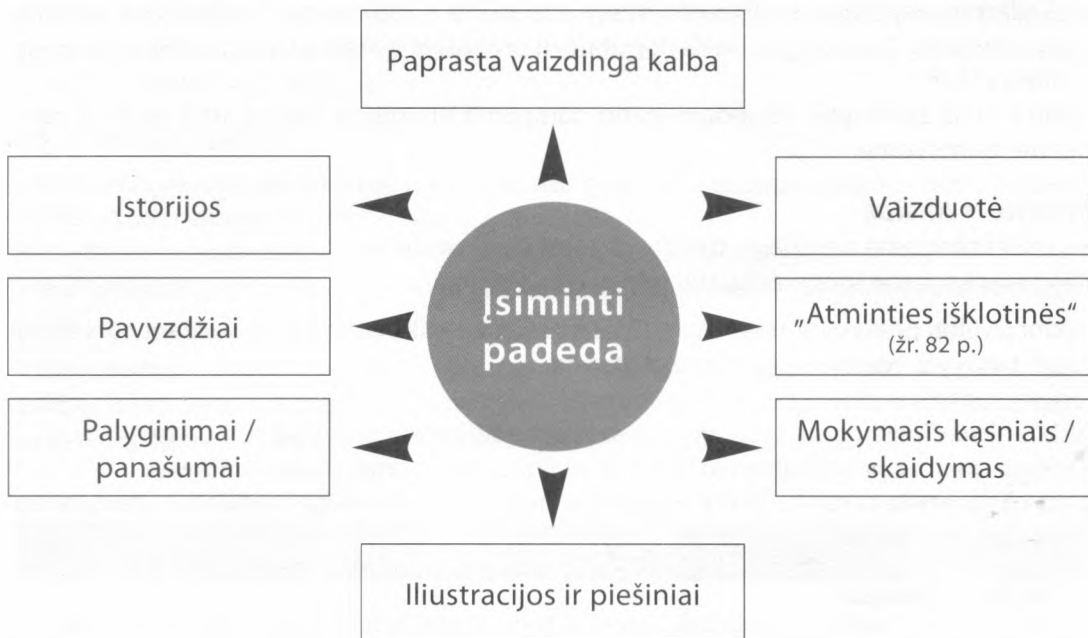 Paprasta vaizdinga kalba
Istorijos
Vaizduotė
Įsiminti
padeda
Pavyzdžiai
„Atminties išklotinės“
(žr. 82 p.)
Palyginimai /
panašumai
Mokymasis kąsniais /
skaidymas
Iliustracijos ir piešiniai